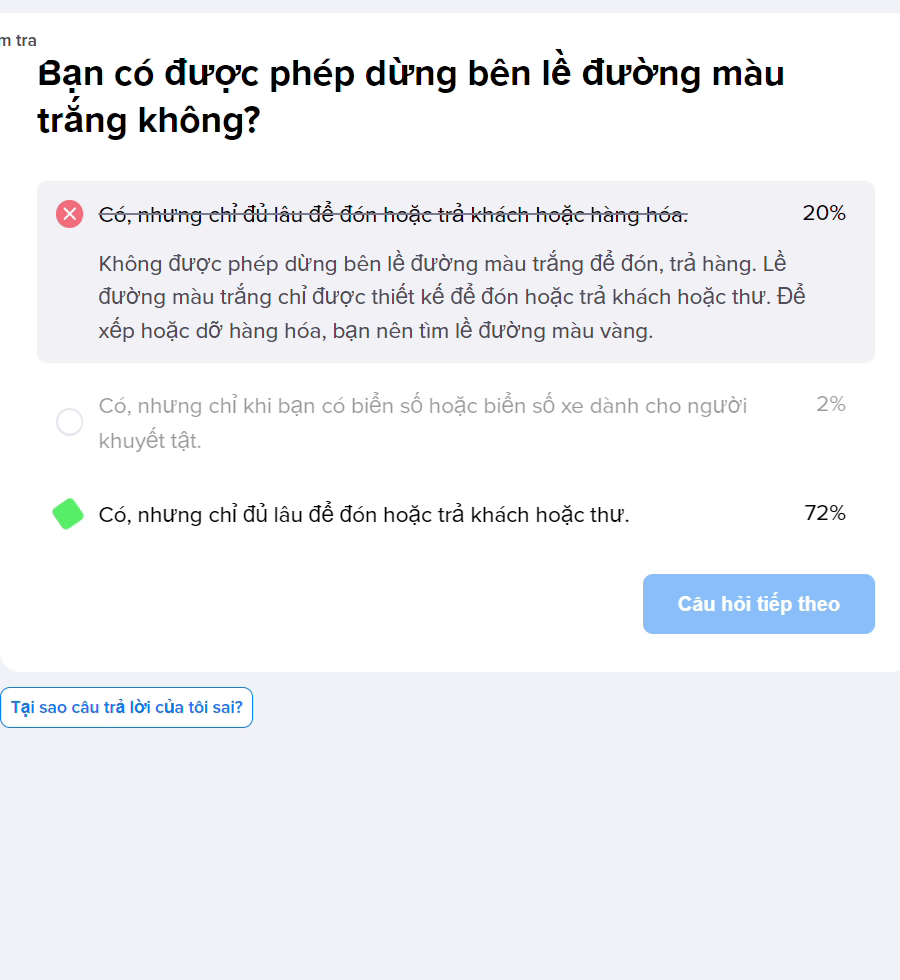 m tra
Bạn có được phép dừng bên lề đường màu
trắng không?
Có, nhưng chỉ đủ lâu để đón hoặc trả khách hoặc hàng hóa.
20%
Không được phép dừng bên lề đường màu trắng để đón, trả hàng. Lề
đường màu trắng chỉ được thiết kế để đón hoặc trả khách hoặc thư. Để
xếp hoặc dỡ hàng hóa, bạn nên tìm lề đường màu vàng.
Có, nhưng chỉ khi bạn có biển số hoặc biển số xe dành cho người
khuyết tật.
2%
Có, nhưng chỉ đủ lâu để đón hoặc trả khách hoặc thư.
72%
Câu hỏi tiếp theo
Tại sao câu trả lời của tôi sai?